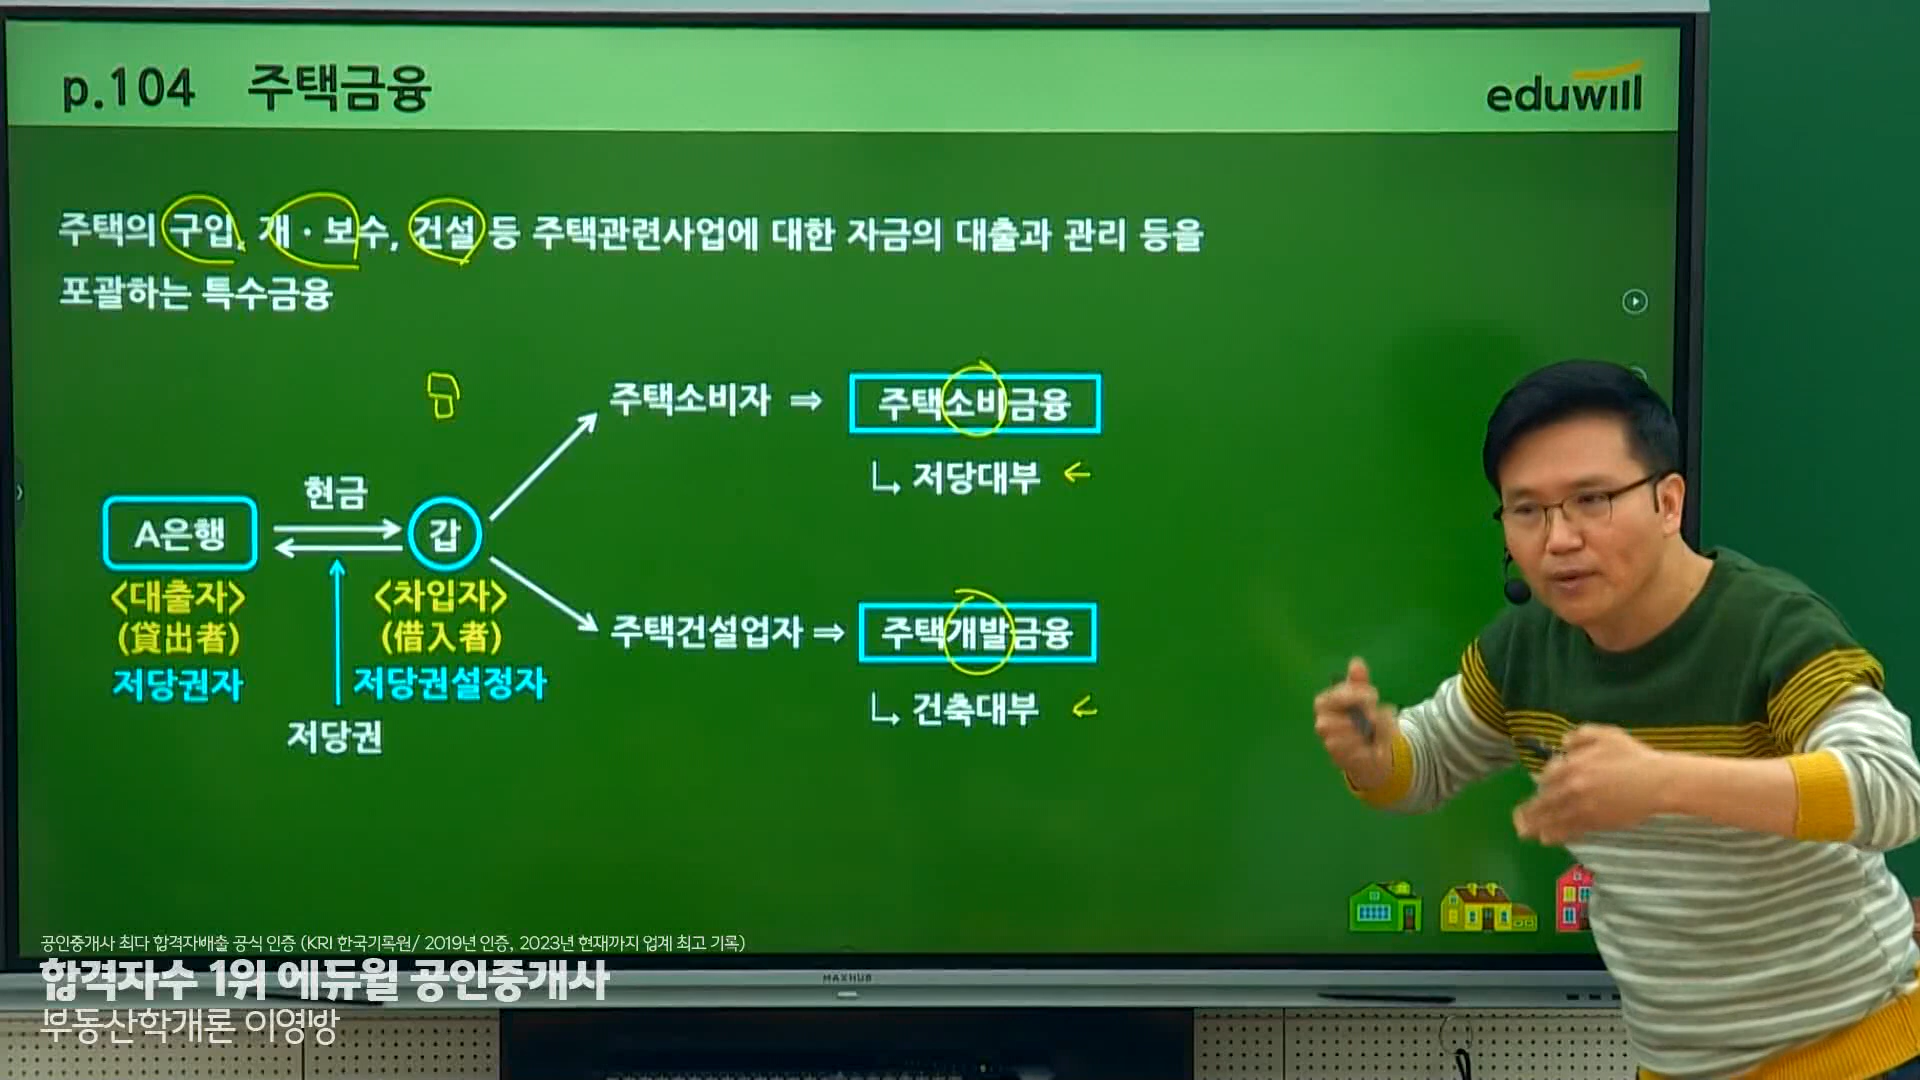 p.104 주택금융
eduwill
주택의 구입, 개·보수, 건설 등 주택관련사업에 대한 자금의 대출과 관리 등을
포괄하는 특수금융
주택소비자 ⇒ 주택소비금융
저당대부
현금
A은행
갑
<대출자>
(貸出者)
저당권자
<차입자>
(借入者)
저당권설정자
저당권
주택건설업자 ⇒ 주택개발금융
건축대부
공인중개사 최다 합격자배출 공식 인증 (KRI 한국기록원/ 2019년 인증, 2023년 현재까지 업계 최고 기록)
합격자수 1위 에듀윌 공인중개사
부동산학개론 이영방
MAXHUB